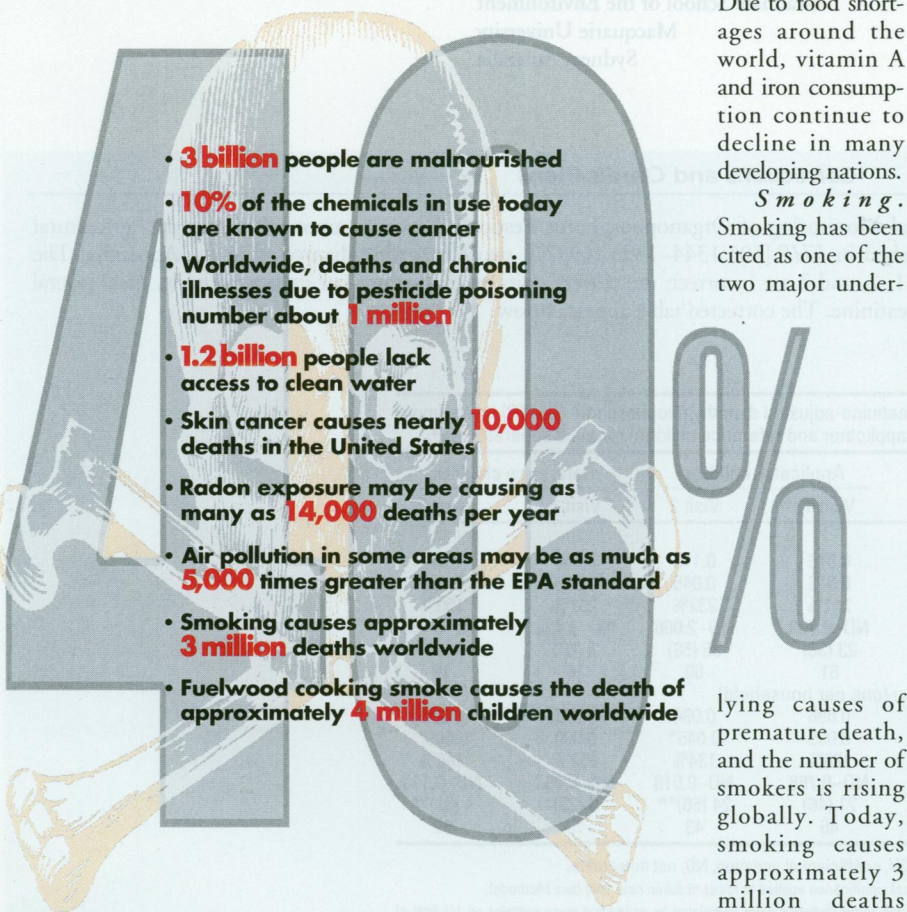 40%
• 3 billion people are malnourished
• 10% of the chemicals in use today
are known to cause cancer
• Worldwide, deaths and chronic
illnesses due to pesticide poisoning
number about 1 million
• 1.2 billion people lack
access to clean water
• Skin cancer causes nearly 10,000
deaths in the United States
• Radon exposure may be causing as
many as 14,000 deaths per year
• Air pollution in some areas may be as much as
5,000 times greater than the EPA standard
• Smoking causes approximately
3 million deaths worldwide
• Fuelwood cooking smoke causes the death of
approximately 4 million children worldwide
Due to food short-
ages around the
world, vitamin A
and iron consump-
tion continue to
decline in many
developing nations.
Smoking.
Smoking has been
cited as one of the
two major under-
lying causes of
premature death,
and the number of
smokers is rising
globally. Today,
smoking causes
approximately 3
million deaths